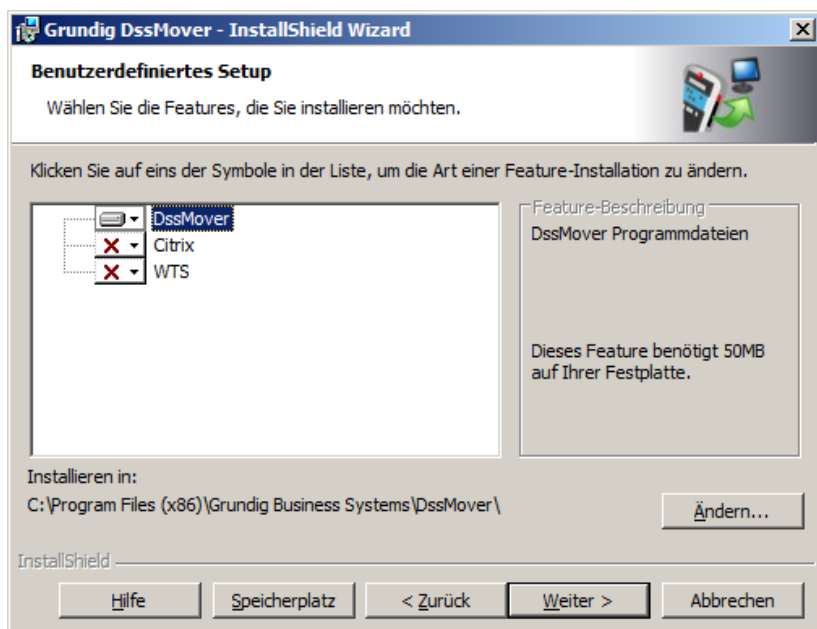 Grundig DssMover - InstallShield Wizard
Benutzerdefiniertes Setup
Wählen Sie die Features, die Sie installieren möchten.
Klicken Sie auf eins der Symbole in der Liste, um die Art einer Feature-Installation zu ändern.
DssMover
Citrix
WTS
Feature-Beschreibung
DssMover Programmdateien
Dieses Feature benötigt 50MB
auf Ihrer Festplatte.
Installieren in:
C:\Program Files (x86)\Grundig Business Systems\DssMover\
Ändern...
InstallShield
Hilfe
Speicherplatz
< Zurück
Weiter >
Abbrechen